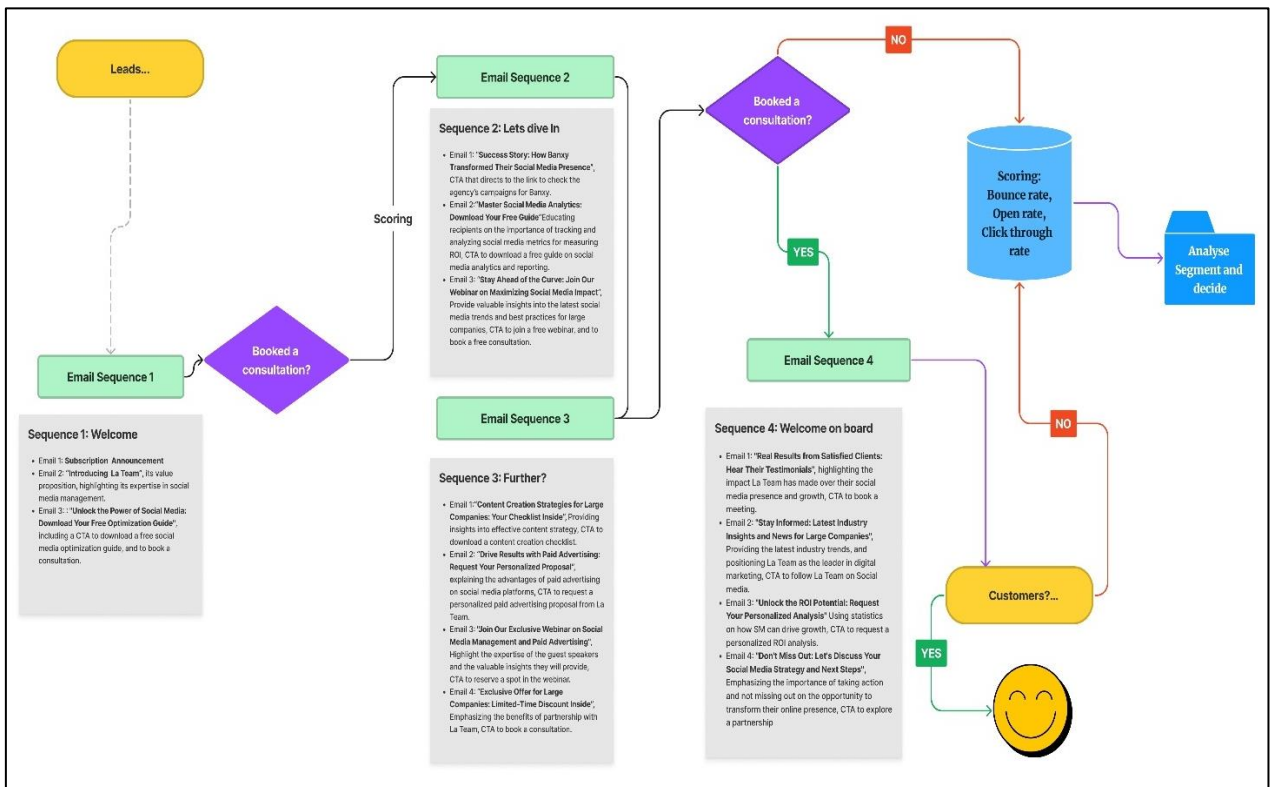 Leads...
Email Sequence 1
Sequence 1: Welcome
• Email 1: Subscription Announcement
• Email 2: "Introducing La Team", its value
proposition, highlighting its expertise in social
media management.
• Email 3: : "Unlock the Power of Social Media:
Download Your Free Optimization Guide",
including a CTA to download a free social
media optimization guide, and to book a
consultation.
Booked a
consultation?
Scoring
Email Sequence 2
Sequence 2: Lets dive In
• Email 1: "Success Story: How Banxy
Transformed Their Social Media Presence",
CTA that directs to the link to check the
agency's campaigns for Banxy.
• Email 2:"Master Social Media Analytics:
Download Your Free Guide"Educating
recipients on the importance of tracking and
analyzing social media metrics for measuring
ROI, CTA to download a free guide on social
media analytics and reporting.
• Email 3: "Stay Ahead of the Curve: Join Our
Webinar on Maximizing Social Media Impact",
Provide valuable insights into the latest social
media trends and best practices for large
companies, CTA to join a free webinar, and to
book a free consultation.
Email Sequence 3
Sequence 3: Further?
• Email 1:"Content Creation Strategies for Large
Companies: Your Checklist Inside", Providing
insights into effective content strategy, CTA to
download a content creation checklist.
• Email 2: "Drive Results with Paid Advertising:
Request Your Personalized Proposal",
explaining the advantages of paid advertising
on social media platforms, CTA to request a
personalized paid advertising proposal from La
Team.
• Email 3: "Join Our Exclusive Webinar on Social
Media Management and Paid Advertising",
Highlight the expertise of the guest speakers
and the valuable insights they will provide,
CTA to reserve a spot in the webinar.
• Email 4: "Exclusive Offer for Large
Companies: Limited-Time Discount Inside",
Emphasizing the benefits of partnership with
La Team, CTA to book a consultation.
Booked a
consultation?
NO
YES
Email Sequence 4
Sequence 4: Welcome on board
• Email 1: "Real Results from Satisfied Clients:
Hear Their Testimonials", highlighting the
impact La Team has made over their social
media presence and growth, CTA to book a
meeting.
• Email 2: "Stay Informed: Latest Industry
Insights and News for Large Companies",
Providing the latest industry trends, and
positioning La Team as the leader in digital
marketing, CTA to follow La Team on Social
media.
• Email 3: "Unlock the ROI Potential: Request
Your Personalized Analysis" Using statistics
on how SM can drive growth, CTA to request a
personalized ROI analysis.
• Email 4: "Don't Miss Out: Let's Discuss Your
Social Media Strategy and Next Steps",
Emphasizing the importance of taking action
and not missing out on the opportunity to
transform their online presence, CTA to explore
a partnership
Scoring:
Bounce rate,
Open rate,
Click through
rate
Analyse
Segment and
decide
NO
Customers?...
YES